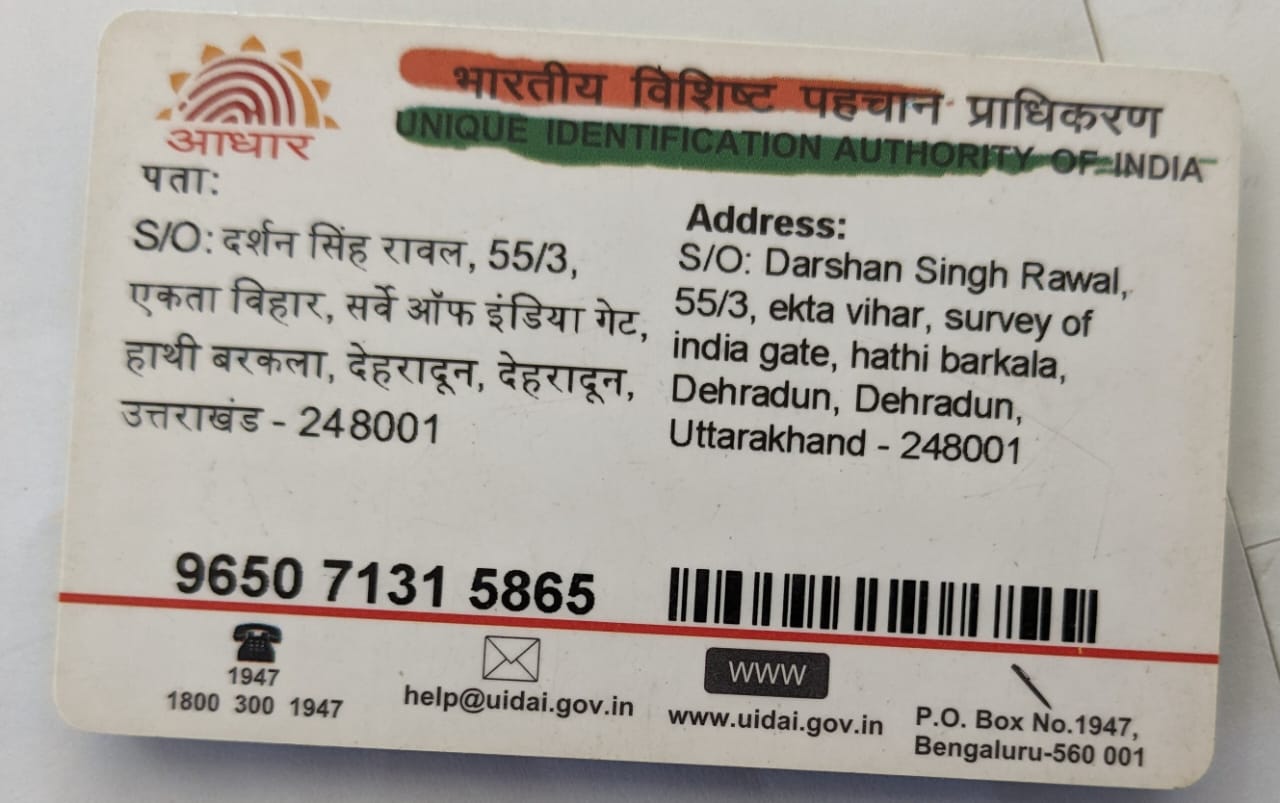 आधार
भारतीय विशिष्ट पहचान प्राधिकरण
UNIQUE IDENTIFICATION AUTHORITY OF INDIA
पता:
S/O: दर्शन सिंह रावल, 55/3,
एकता विहार, सर्वे ऑफ इंडिया गेट,
हाथी बरकला, देहरादून, देहरादून,
उत्तराखंड - 248001
Address:
S/O: Darshan Singh Rawal,
55/3, ekta vihar, survey of
india gate, hathi barkala,
Dehradun, Dehradun,
Uttarakhand - 248001
9650 7131 5865
1947
1800 300 1947
help@uidai.gov.in
www
www.uidai.gov.in
P.O. Box No.1947,
Bengaluru-560 001